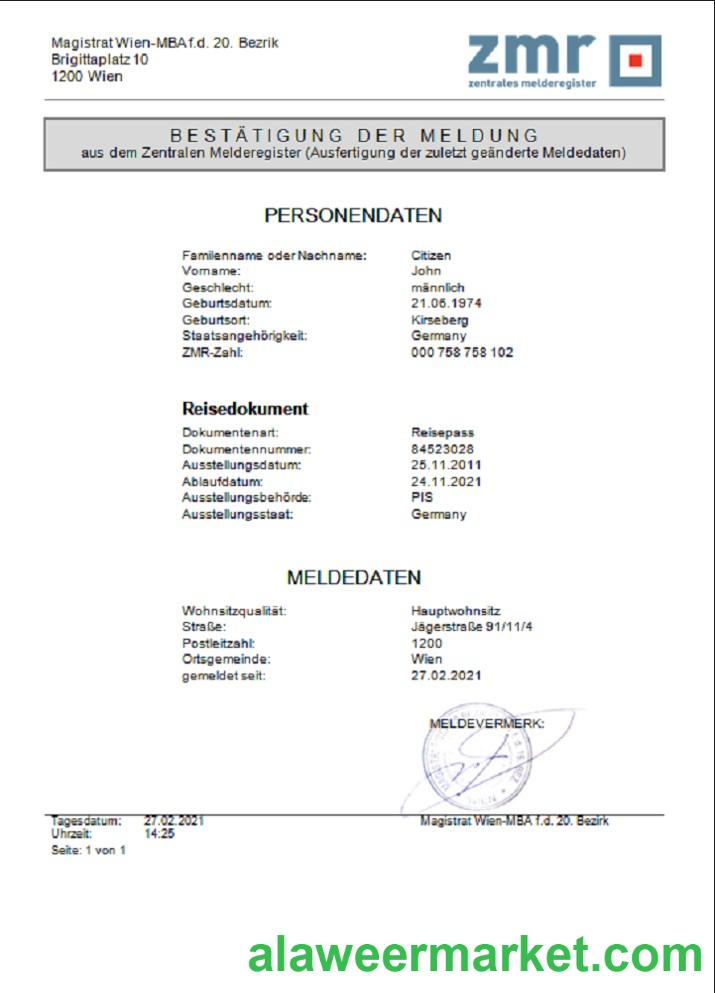 Magistrat Wien-MBA f.d. 20. Bezrik
Brigittaplatz 10
1200 Wien
zmr
zentrales melderegister
BESTÄTIGUNG DER MELDUNG
aus dem Zentralen Melderegister (Ausfertigung der zuletzt geänderte Meldedaten)
PERSONENDATEN
Familenname oder Nachname: Citizen
Vorname: John
Geschlecht: männlich
Geburtsdatum: 21.06.1974
Geburtsort: Kirseberg
Staatsangehörigkeit: Germany
ZMR-Zahl: 000 758 758 102
Reisedokument
Dokumentenart: Reisepass
Dokumentennummer: 84523028
Ausstellungsdatum: 25.11.2011
Ablaufdatum: 24.11.2021
Ausstellungsbehörde: PIS
Ausstellungsstaat: Germany
MELDEDATEN
Wohnsitzqualität: Hauptwohnsitz
Straße: Jägerstraße 91/11/4
Postleitzahl: 1200
Ortsgemeinde: Wien
gemeldet seit: 27.02.2021
MELDEVERMERK:
Tagesdatum: 27.02.2021
Uhrzeit: 14:25
Magistrat Wien-MBA f.d. 20. Bezirk
Seite: 1 von 1
alaweermarket.com